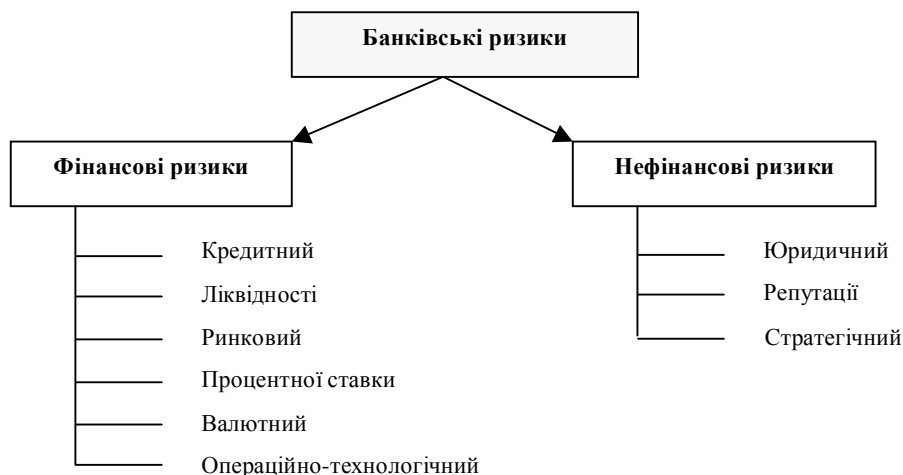 Банківські ризики
Фінансові ризики
Нефінансові ризики
Кредитний
Ліквідності
Ринковий
Процентної ставки
Валютний
Операційно-технологічний
Юридичний
Репутації
Стратегічний